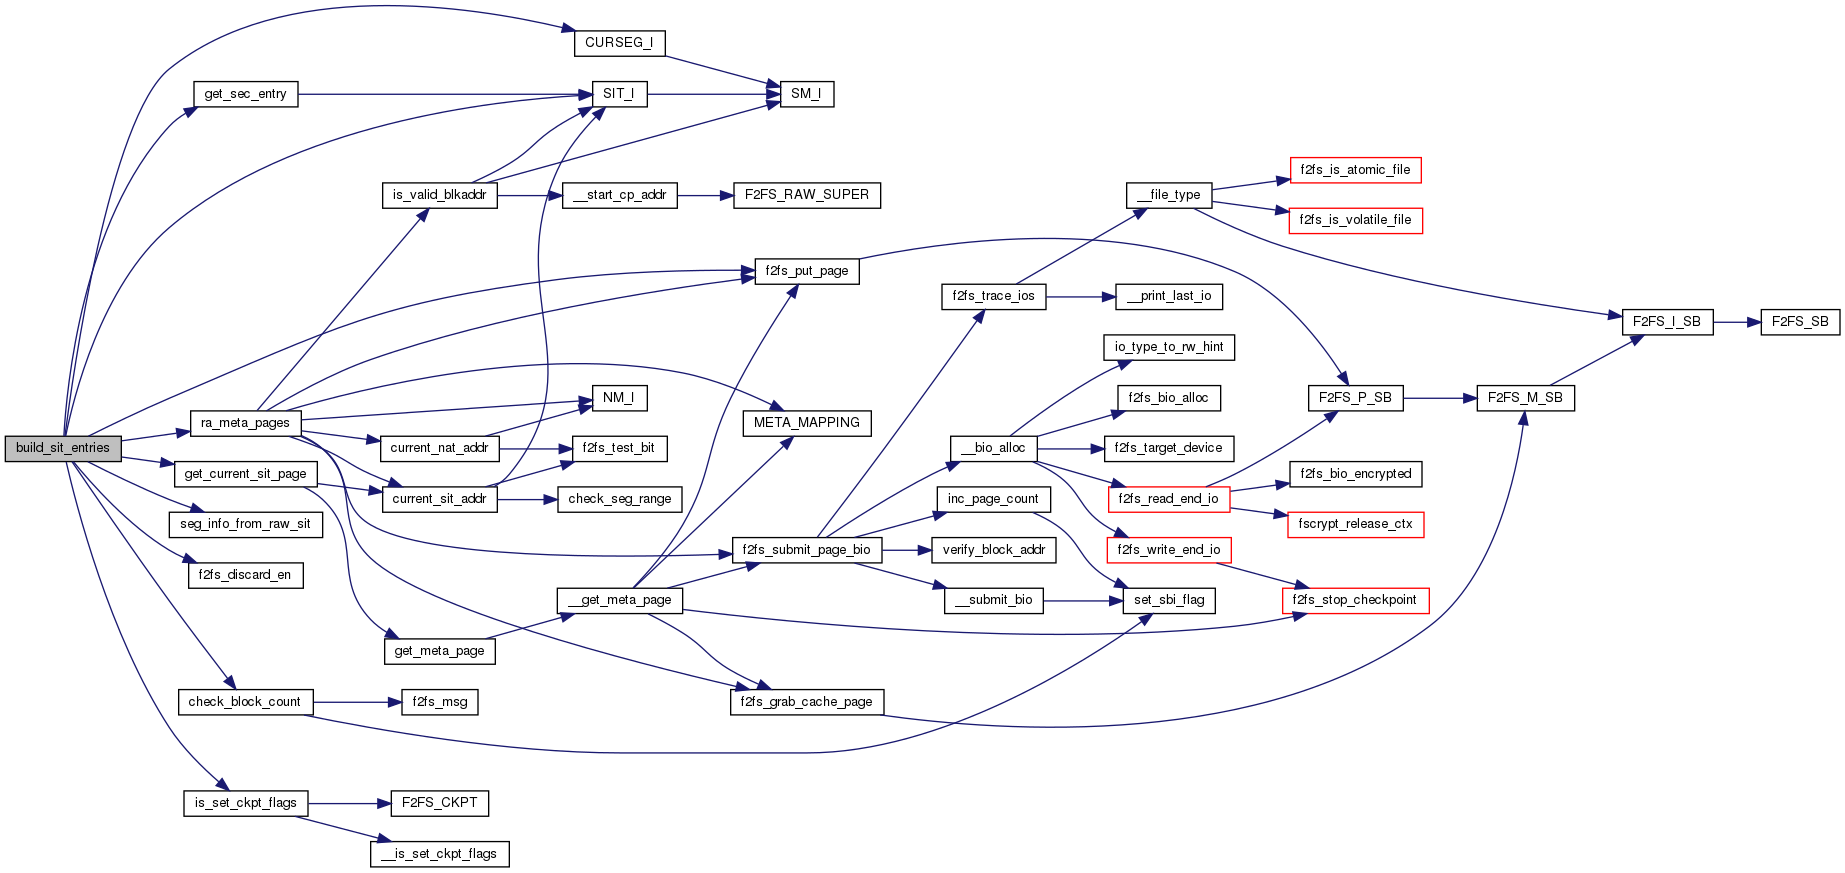 build_sit_entries
CURSEG_I
get_sec_entry
SIT_I
SM_I
is_valid_blkaddr
__start_cp_addr
F2FS_RAW_SUPER
f2fs_put_page
ra_meta_pages
NM_I
META_MAPPING
current_nat_addr
f2fs_test_bit
get_current_sit_page
current_sit_addr
check_seg_range
seg_info_from_raw_sit
f2fs_discard_en
f2fs_submit_page_bio
__get_meta_page
get_meta_page
check_block_count
f2fs_msg
f2fs_grab_cache_page
is_set_ckpt_flags
F2FS_CKPT
__is_set_ckpt_flags
f2fs_trace_ios
__file_type
f2fs_is_atomic_file
f2fs_is_volatile_file
__print_last_io
F2FS_I_SB
F2FS_SB
io_type_to_rw_hint
f2fs_bio_alloc
__bio_alloc
f2fs_target_device
F2FS_P_SB
F2FS_M_SB
f2fs_read_end_io
f2fs_bio_encrypted
fscrypt_release_ctx
inc_page_count
verify_block_addr
f2fs_write_end_io
__submit_bio
set_sbi_flag
f2fs_stop_checkpoint